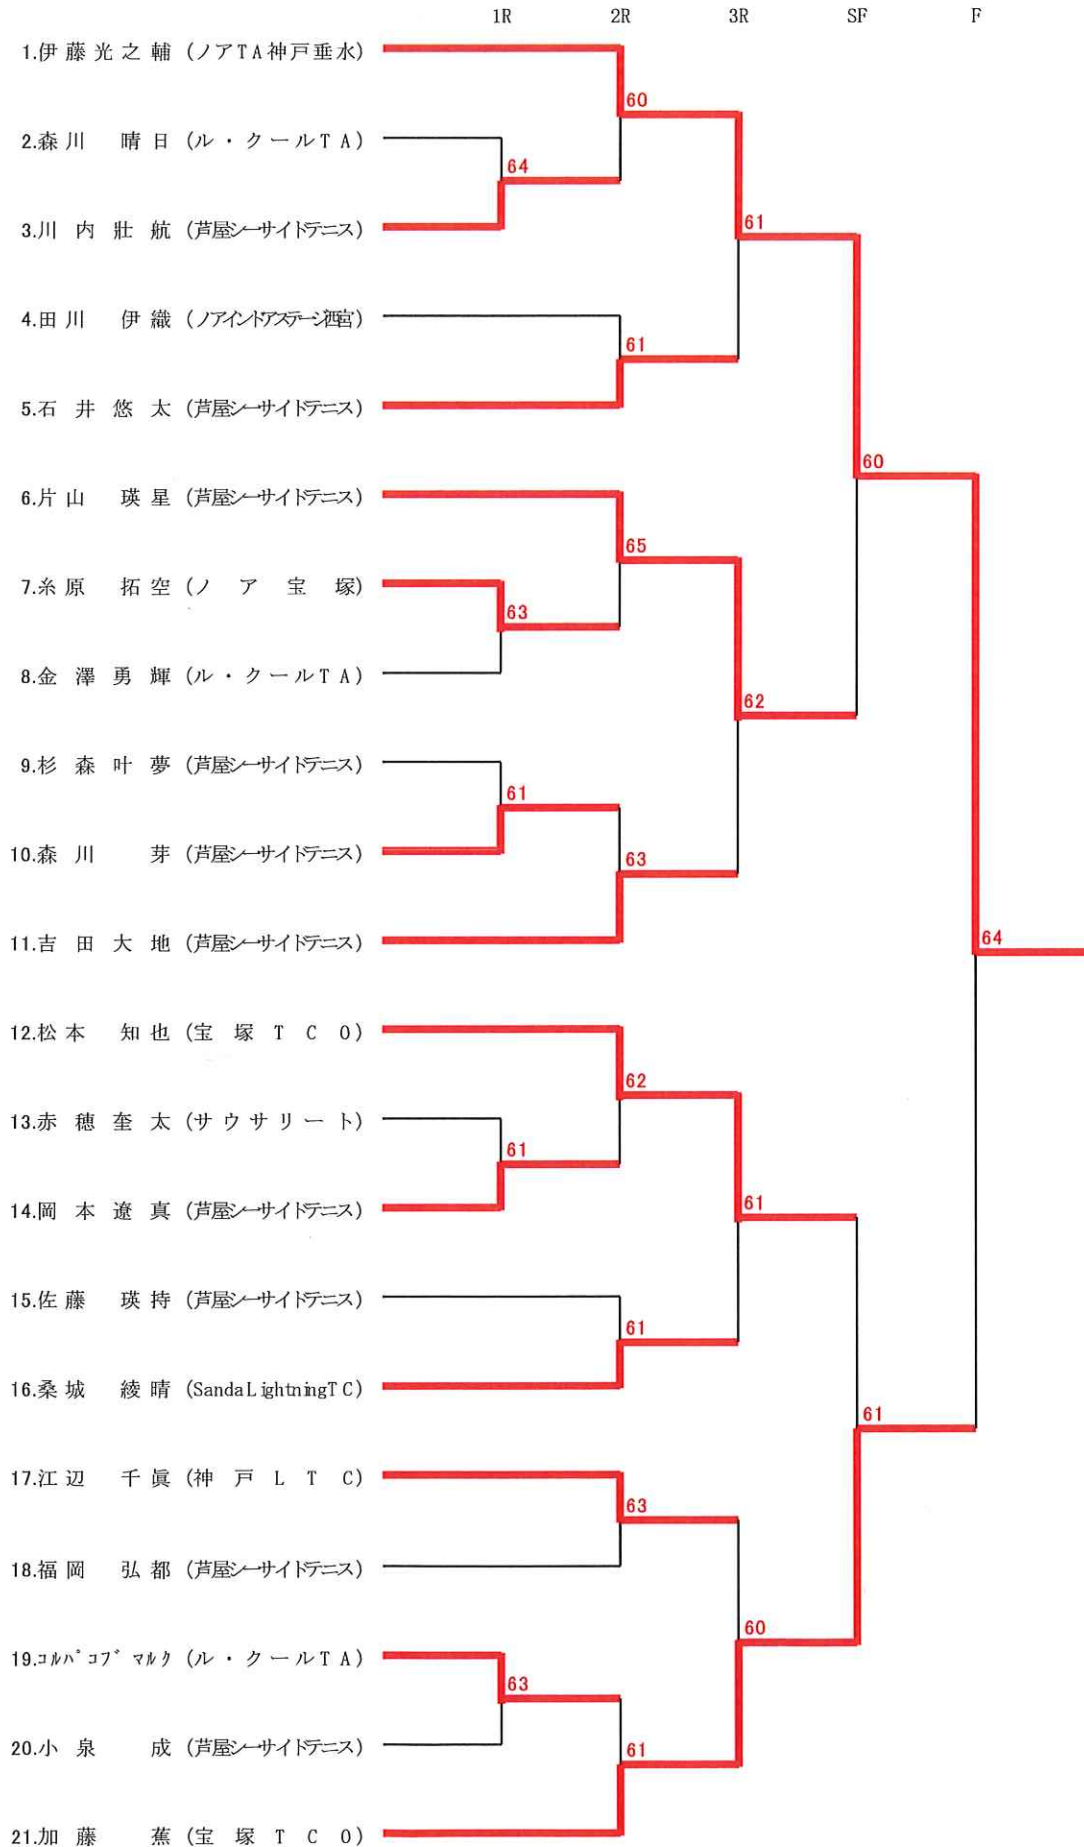 1R 2R 3R SF F
1.伊藤光之輔 (ノアTA神戸垂水)
60
2.森川 晴日 (ル・クールTA)
64
3.川内壯航 (芦屋シーサイドテニス)
61
4.田川 伊織 (ノアインドアステージ西宮)
61
5.石井悠太 (芦屋シーサイドテニス)
60
6.片山 瑛星 (芦屋シーサイドテニス)
65
7.糸原 拓空 (ノア宝塚)
63
8.金澤勇輝 (ル・クールTA)
62
9.杉森叶夢 (芦屋シーサイドテニス)
61
10.森川 芽 (芦屋シーサイドテニス)
63
11.吉田大地 (芦屋シーサイドテニス)
64
12.松本 知也 (宝塚TCO)
62
13.赤穂奎太 (サウサリート)
61
14.岡本遼真 (芦屋シーサイドテニス)
61
15.佐藤 瑛持 (芦屋シーサイドテニス)
61
16.桑城 綾晴 (SandaLightningTC)
61
17.江辺 千眞 (神戸LTC)
63
18.福岡 弘都 (芦屋シーサイドテニス)
60
19.コルパコブ マルク (ル・クールTA)
63
20.小泉 成 (芦屋シーサイドテニス)
61
21.加藤 蕉 (宝塚TCO)